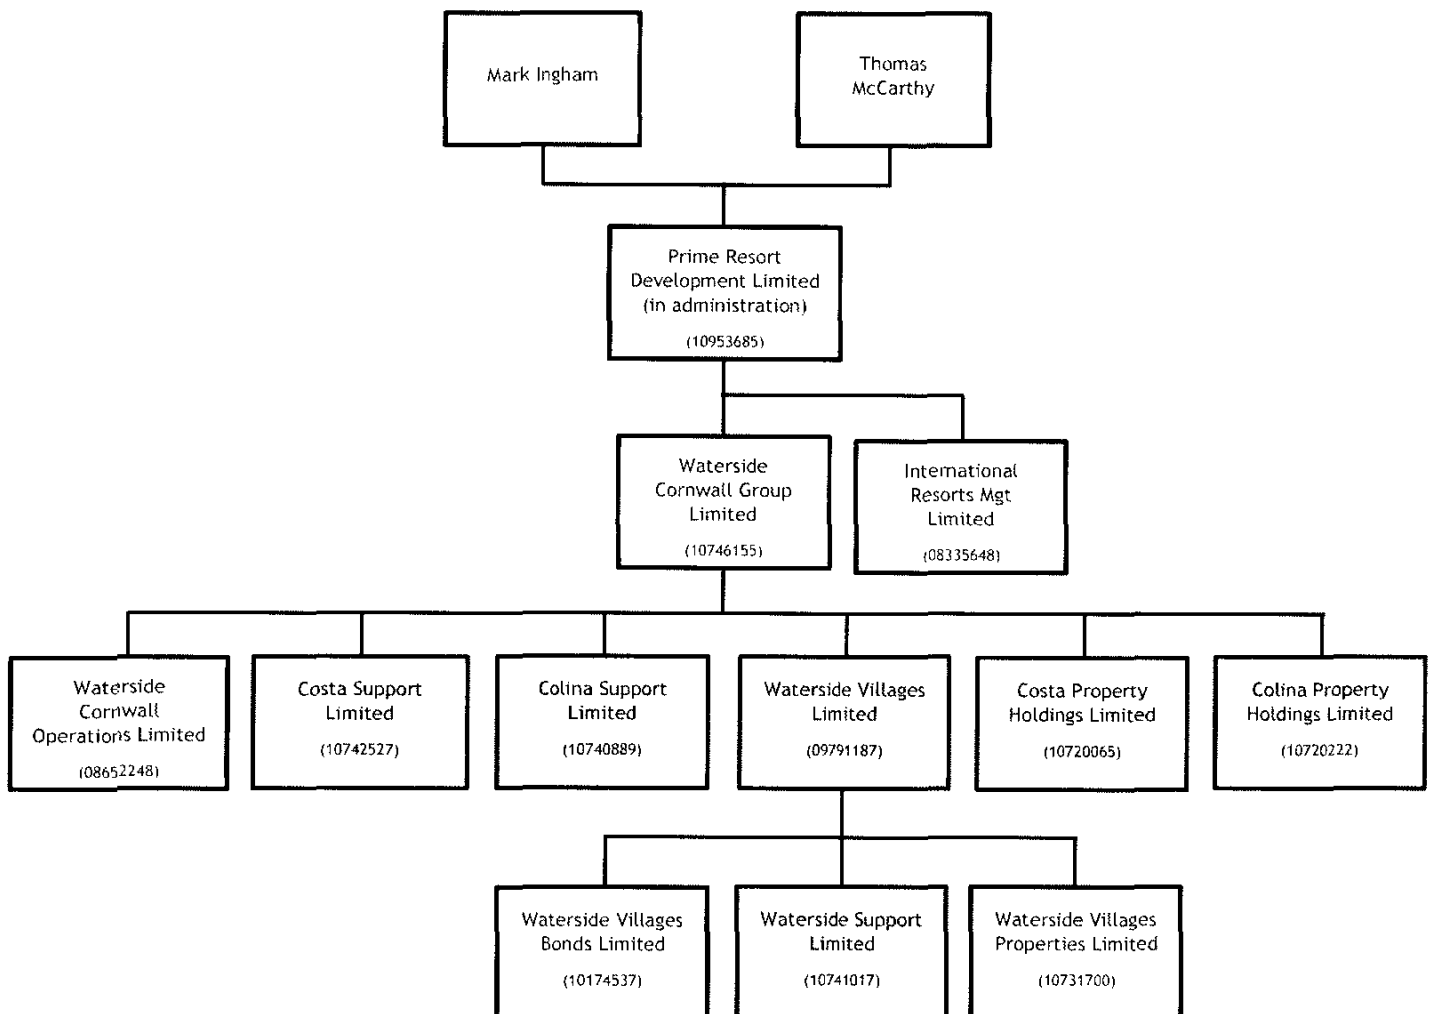 Mark Ingham
Thomas
McCarthy
Prime Resort
Development Limited
(in administration)
(10953685)
Waterside
Cornwall Group
Limited
(10746155)
International
Resorts Mgt
Limited
(08335648)
Waterside
Cornwall
Operations Limited
(08652248)
Costa Support
Limited
(10742527)
Colina Support
Limited
(10740889)
Waterside Villages
Limited
(09791187)
Costa Property
Holdings Limited
(10720065)
Colina Property
Holdings Limited
(10720222)
Waterside Villages
Bonds Limited
(10174537)
Waterside Support
Limited
(10741017)
Waterside Villages
Properties Limited
(10731700)